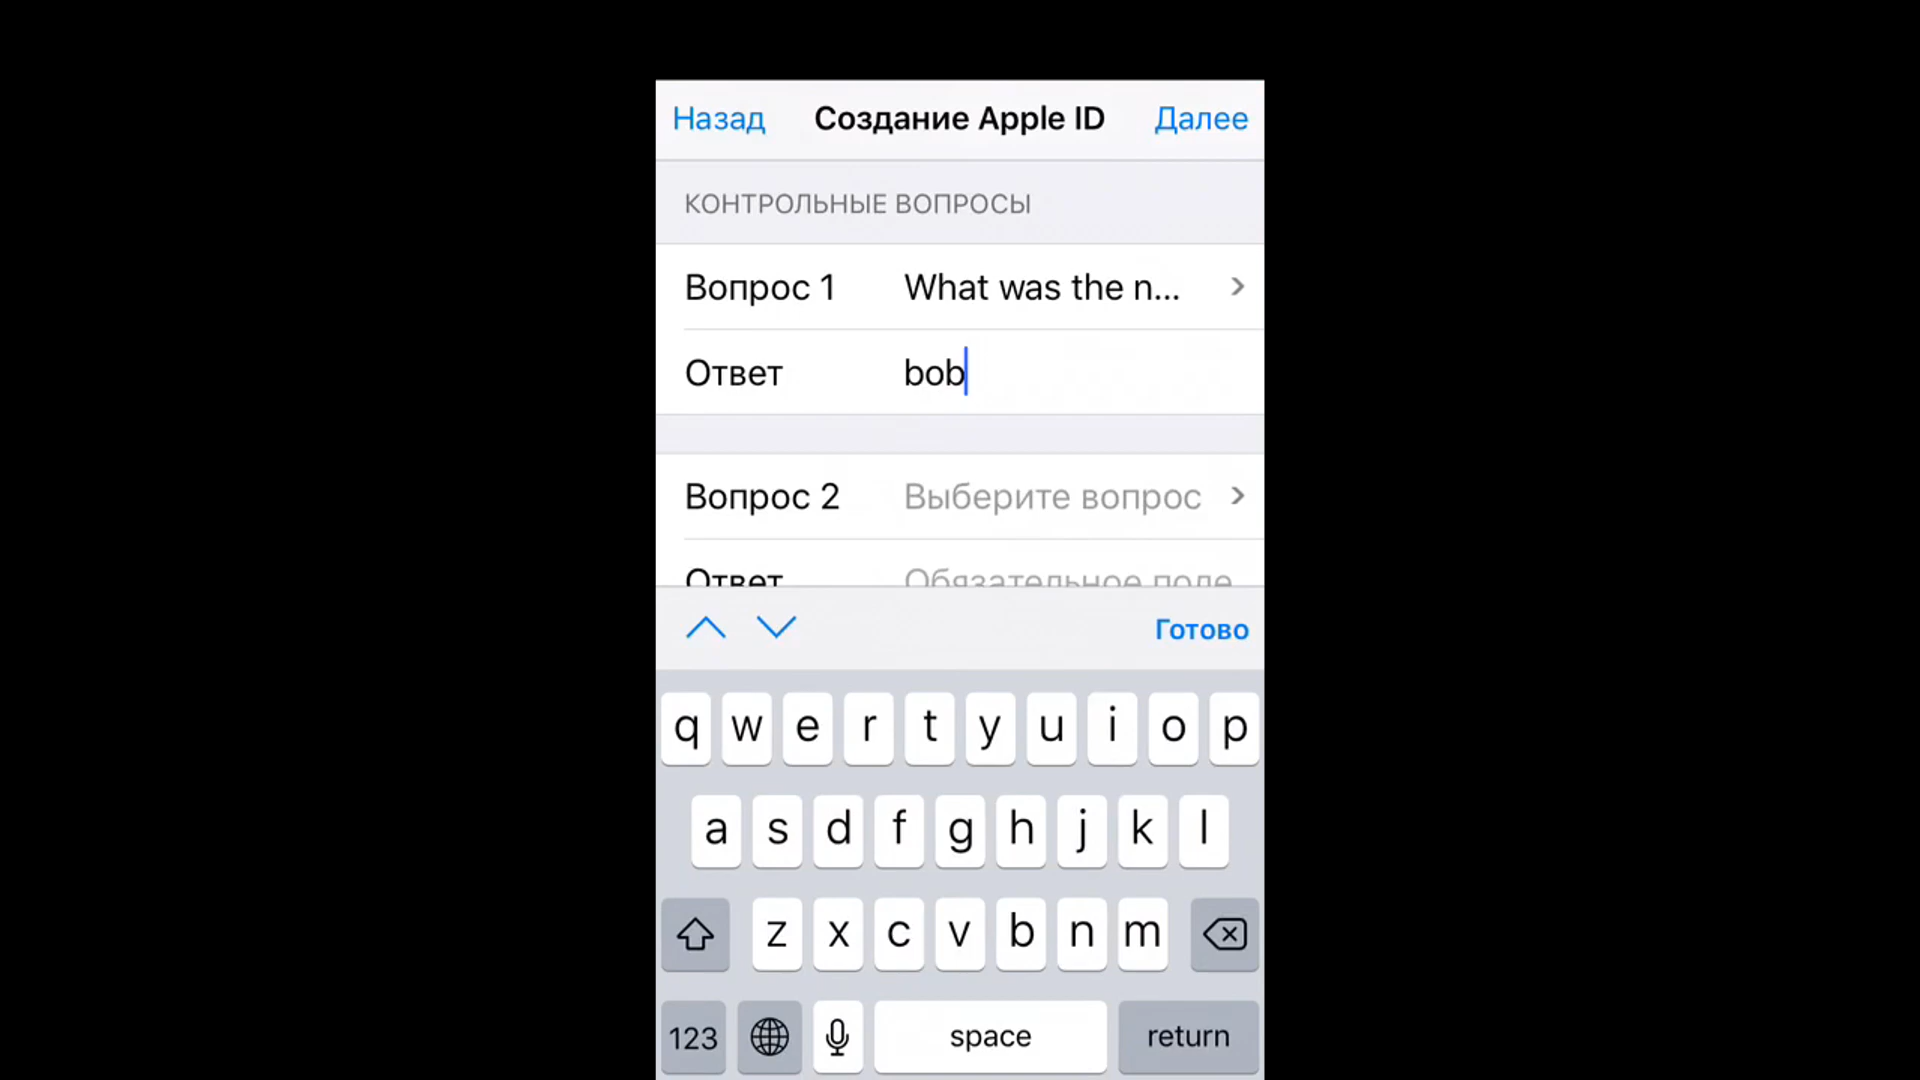 Назад Создание Apple ID Далее
КОНТРОЛЬНЫЕ ВОПРОСЫ
Вопрос 1 What was the n...
Ответ bob
Вопрос 2 Выберите вопрос
Ответ Обязательное поле
Готово
q w e r t y u i o p
a s d f g h j k l
z x c v b n m
123 space return